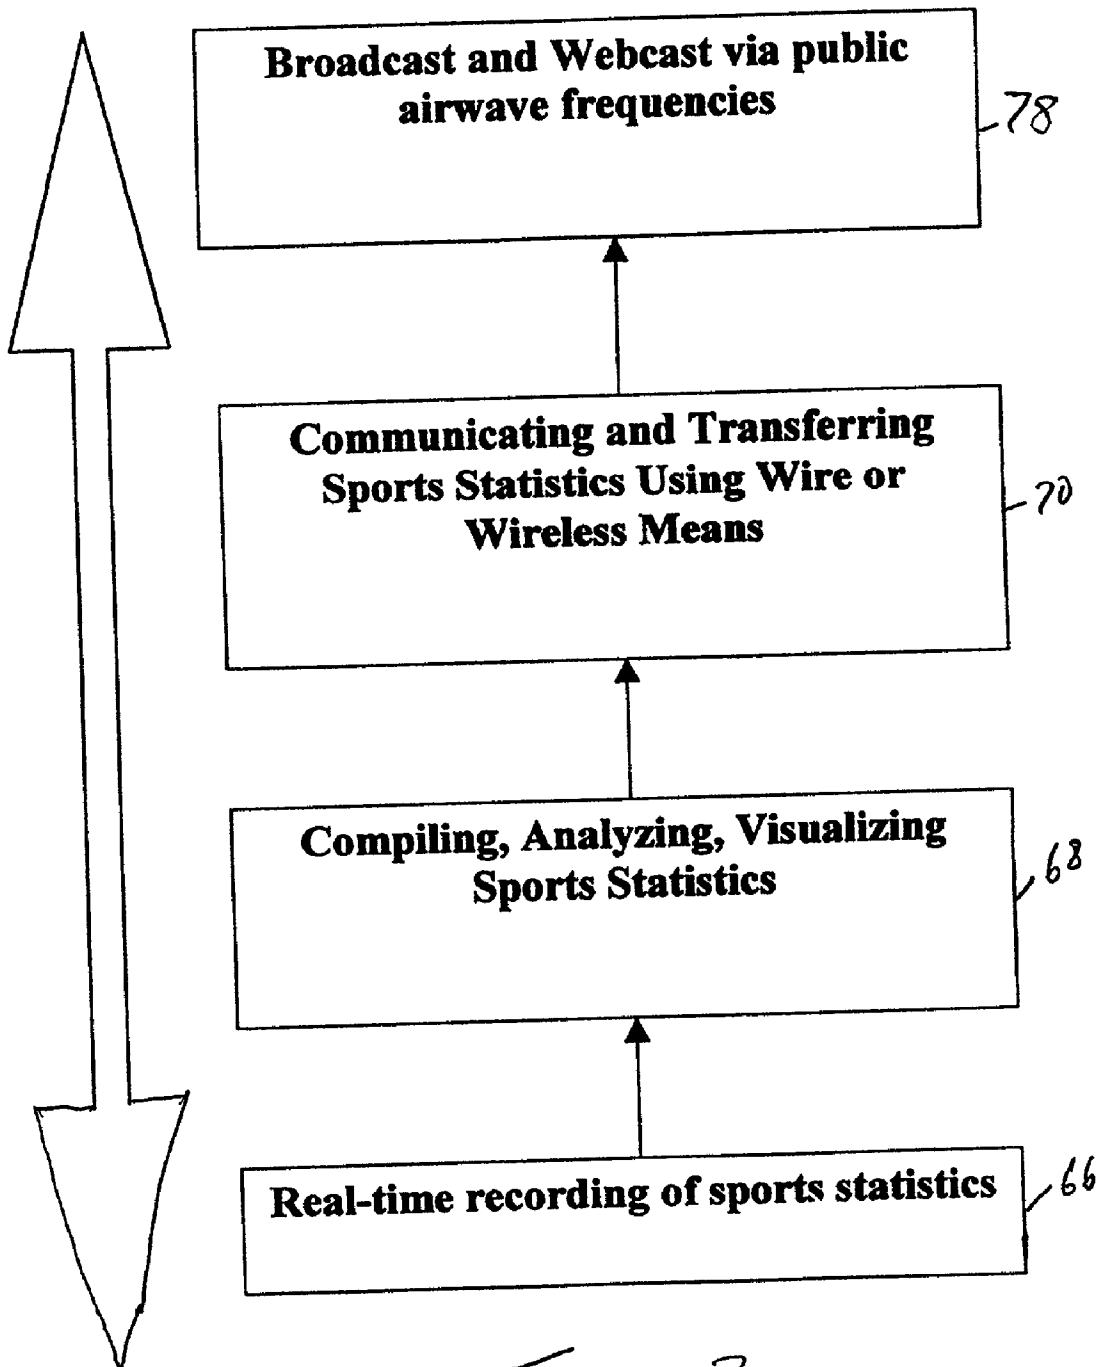 Broadcast and Webcast via public
airwave frequencies
78
Communicating and Transferring
Sports Statistics Using Wire or
Wireless Means
70
Compiling, Analyzing, Visualizing
Sports Statistics
68
Real-time recording of sports statistics
66